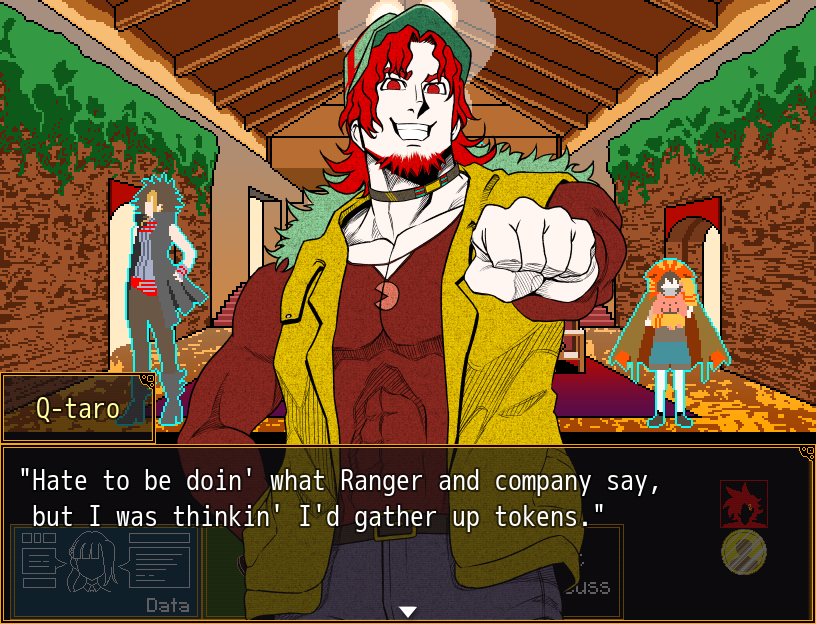 Q-taro
"Hate to be doin' what Ranger and company say,
but I was thinkin' I'd gather up tokens."
Data